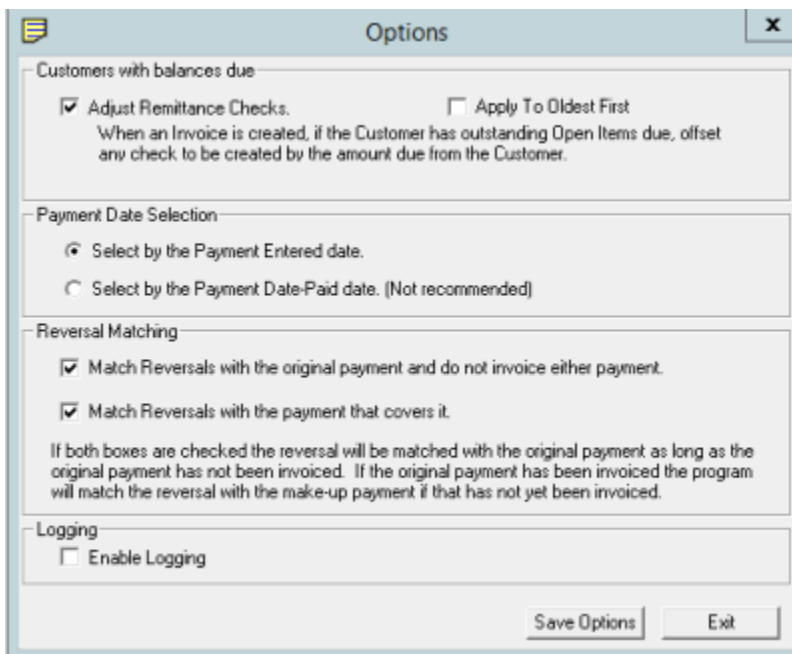 Options
x
Customers with balances due
Adjust Remittance Checks.
Apply To Oldest First
When an Invoice is created, if the Customer has outstanding Open Items due, offset
any check to be created by the amount due from the Customer.
Payment Date Selection
Select by the Payment Entered date.
Select by the Payment Date-Paid date. (Not recommended)
Reversal Matching
Match Reversals with the original payment and do not invoice either payment.
Match Reversals with the payment that covers it.
If both boxes are checked the reversal will be matched with the original payment as long as the
original payment has not been invoiced. If the original payment has been invoiced the program
will match the reversal with the make-up payment if that has not yet been invoiced.
Logging
Enable Logging
Save Options
Exit